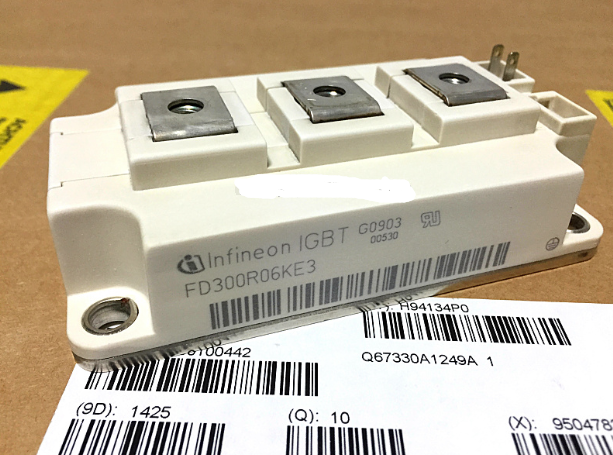 Infineon IGBT G0903
00530
FD300R06KE3
H94134P0
6100442
Q67330A1249A 1
(9D): 1425
(Q): 10
(X): 950478